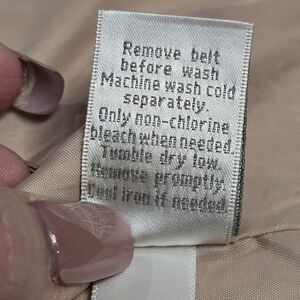 Remove belt
before wash
Machine wash cold
separately.
Only non-chlorine
bleach when needed.
Tumble dry low.
Remove promptly.
Cool iron if needed.